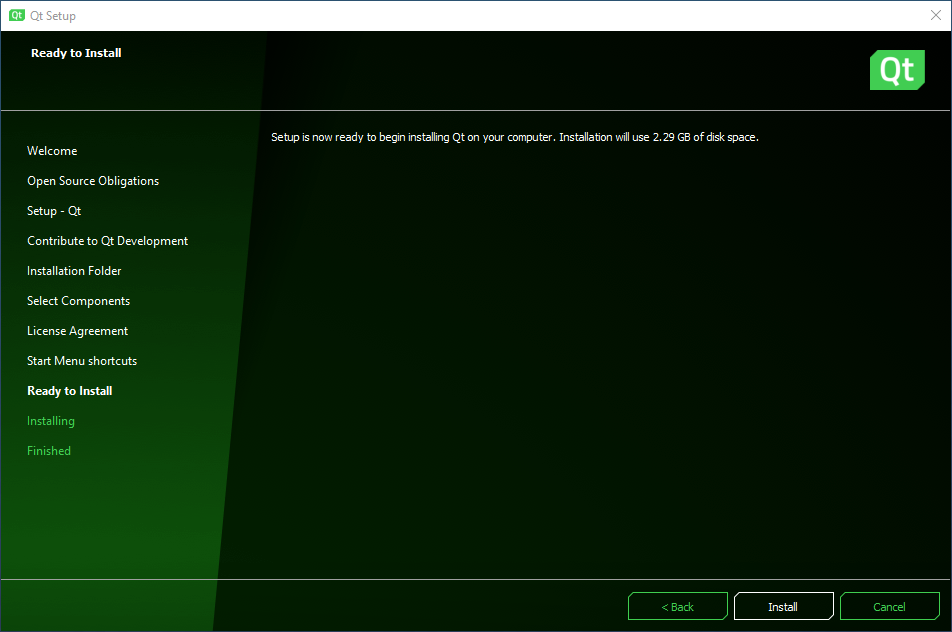 Qt Qt Setup
Ready to Install
Qt
Setup is now ready to begin installing Qt on your computer. Installation will use 2.29 GB of disk space.
Welcome
Open Source Obligations
Setup - Qt
Contribute to Qt Development
Installation Folder
Select Components
License Agreement
Start Menu shortcuts
Ready to Install
Installing
Finished
< Back
Install
Cancel